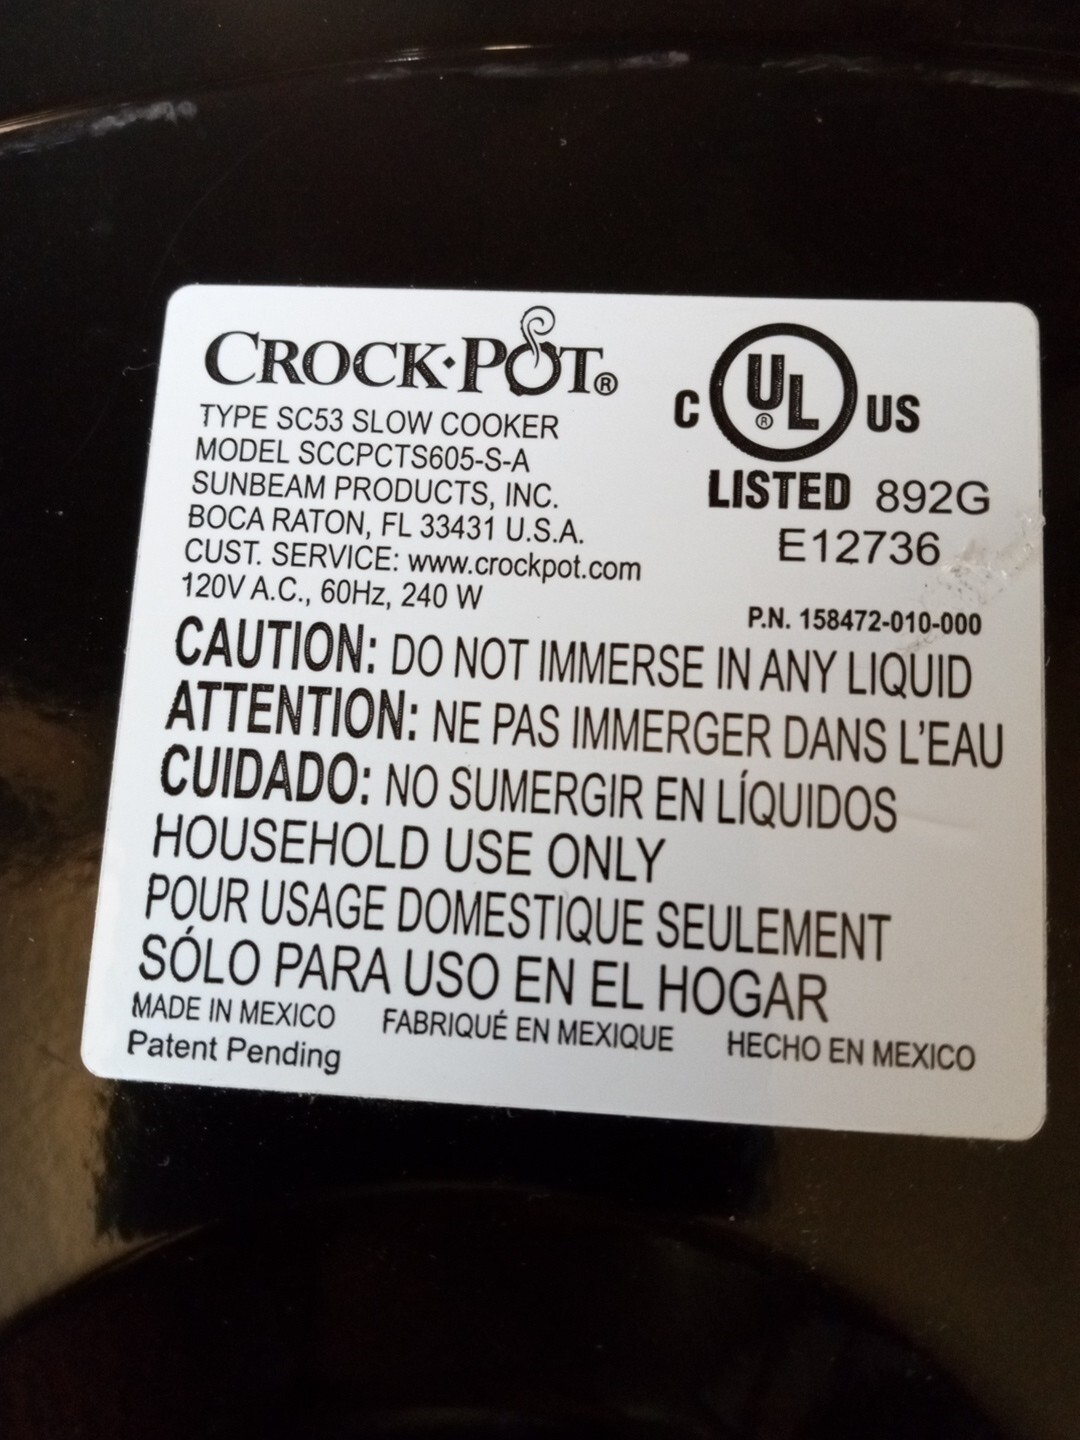 CROCK·POT®
TYPE SC53 SLOW COOKER
MODEL SCCPCTS605-S-A
SUNBEAM PRODUCTS, INC.
BOCA RATON, FL 33431 U.S.A.
CUST. SERVICE: www.crockpot.com
120V A.C., 60Hz, 240 W
C UL® US
LISTED 892G
E12736
P.N. 158472-010-000
CAUTION: DO NOT IMMERSE IN ANY LIQUID
ATTENTION: NE PAS IMMERGER DANS L'EAU
CUIDADO: NO SUMERGIR EN LÍQUIDOS
HOUSEHOLD USE ONLY
POUR USAGE DOMESTIQUE SEULEMENT
SÓLO PARA USO EN EL HOGAR
MADE IN MEXICO FABRIQUÉ EN MEXIQUE HECHO EN MEXICO
Patent Pending